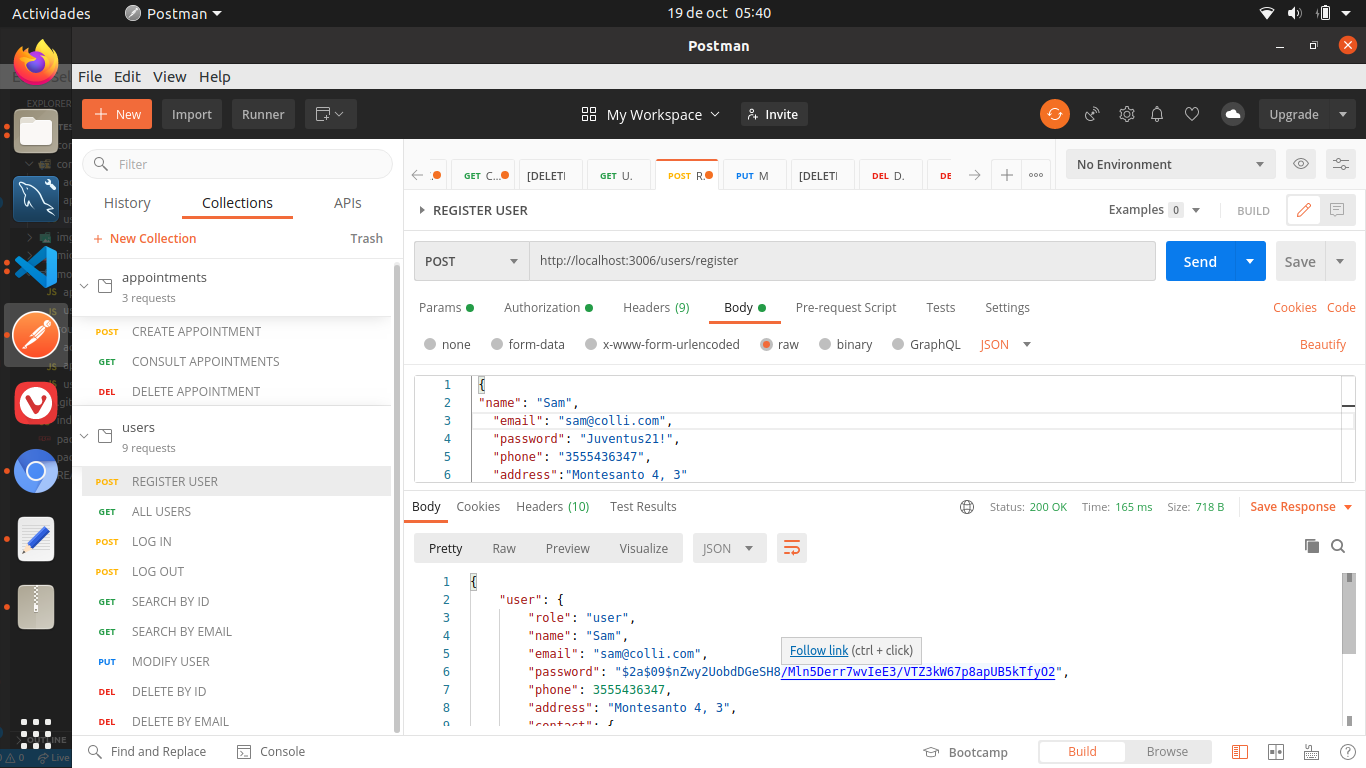 Actividades
Postman
19 de oct 05:40
Postman
File Edit View Help
New
Import
Runner
My Workspace
Invite
Upgrade
Filter
History Collections APIs
+ New Collection
Trash
appointments
3 requests
POST CREATE APPOINTMENT
GET CONSULT APPOINTMENTS
DEL DELETE APPOINTMENT
users
9 requests
POST REGISTER USER
GET ALL USERS
POST LOG IN
POST LOG OUT
GET SEARCH BY ID
GET SEARCH BY EMAIL
PUT MODIFY USER
DEL DELETE BY ID
DEL DELETE BY EMAIL
GET C... [DELETI GET U. POST R. PUT M [DELETI DEL D. DE
No Environment
REGISTER USER
Examples 0
BUILD
POST
http://localhost:3006/users/register
Send
Save
Params Authorization Headers (9) Body Pre-request Script Tests Settings
Cookies Code
none form-data x-www-form-urlencoded raw binary GraphQL JSON
Beautify
1 {
2 "name": "Sam",
3 "email": "sam@colli.com",
4 "password": "Juventus21!",
5 "phone": "3555436347",
6 "address":"Montesanto 4, 3"
Body Cookies Headers (10) Test Results
Status: 200 OK Time: 165 ms Size: 718 B
Save Response
Pretty Raw Preview Visualize JSON
1 {
2 "user": {
3 "role": "user",
4 "name": "Sam",
5 "email": "sam@colli.com",
Follow link (ctrl + click)
6 "password": "$2a$09$nZwy2UobdDGeSH8/Mln5Derr7wvIeE3/VTZ3kW67p8apUB5kTfyO2",
7 "phone": 3555436347,
8 "address": "Montesanto 4, 3",
9 "contact": {
Find and Replace
Console
Bootcamp
Build
Browse
EXPLORER
OUTLINE
0 Live